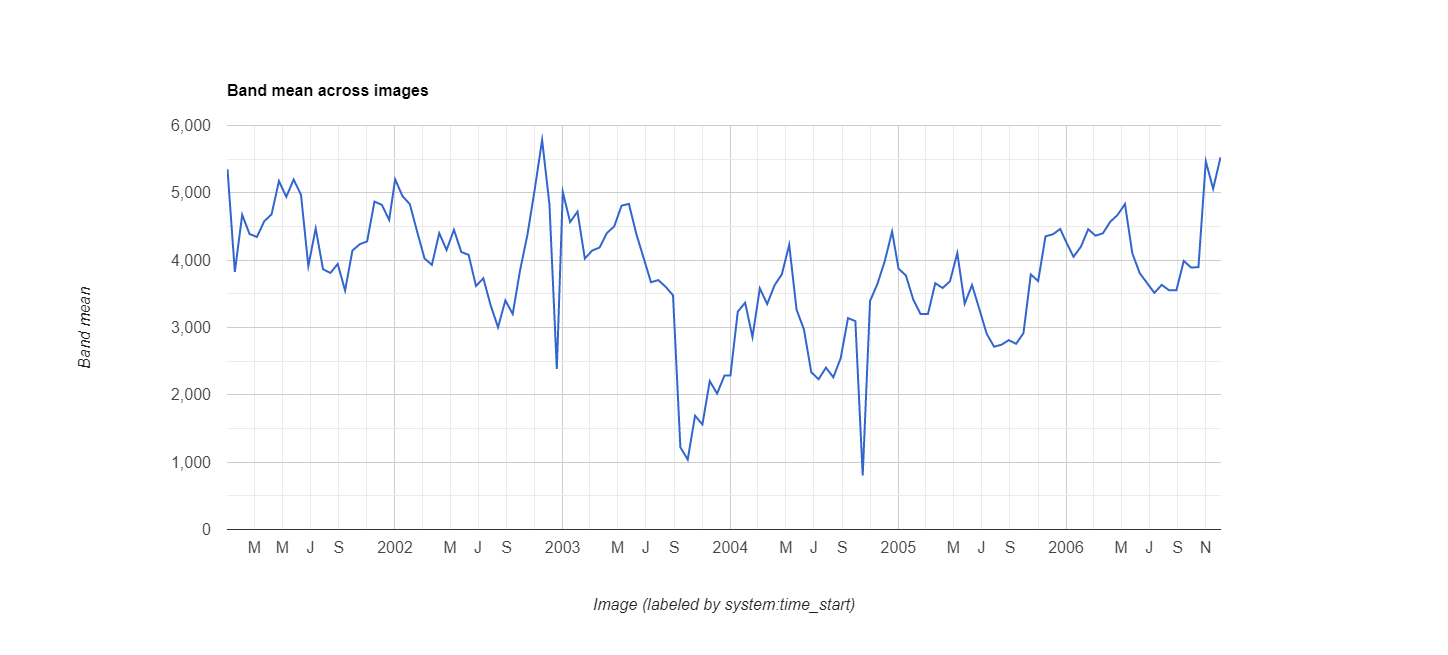 Band mean across images
6,000
5,000
4,000
3,000
2,000
1,000
0
Band mean
M M J S 2002 M J S 2003 M J S 2004 M J S 2005 M J S 2006 M J S N
Image (labeled by system:time_start)